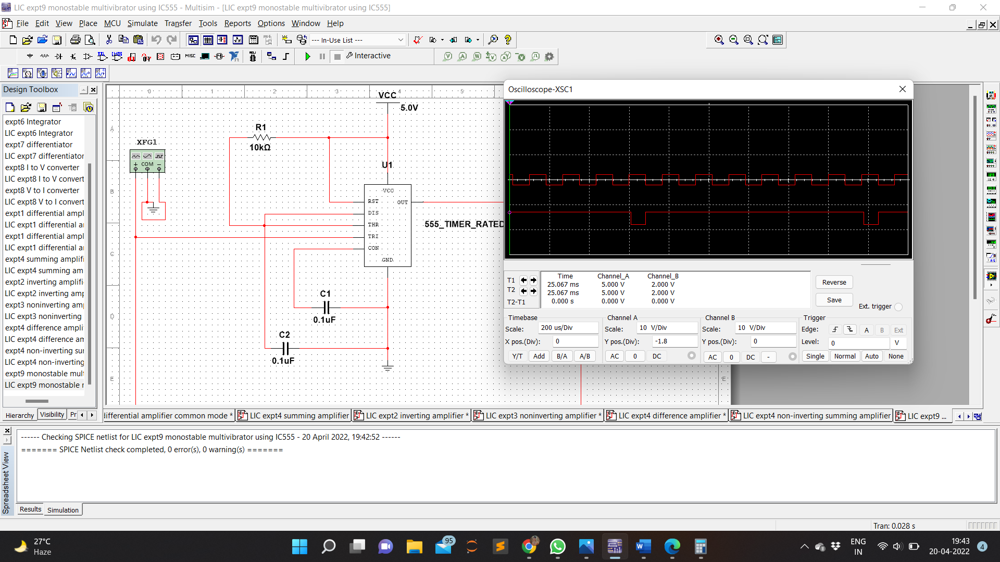 LIC expt9 monostable multivibrator using IC555 - Multisim - [LIC expt9 monostable multivibrator using IC555]
File Edit View Place MCU Simulate Transfer Tools Reports Options Window Help
--- In-Use List ---
MISC
Interactive
Design Toolbox
expt6 Integrator
LIC expt6 Integrator
expt7 differentiator
LIC expt7 differentiator
expt8 I to V converter
LIC expt8 I to V convert
expt8 V to I converter
LIC expt8 V to I convert
expt1 differential ampl
LIC expt1 differential a
expt1 differential ampl
LIC expt1 differential a
expt4 summing amplifi
LIC expt4 summing am
expt2 inverting amplifi
LIC expt2 inverting amp
expt3 noninverting amp
LIC expt3 noninverting
expt4 difference ampli
LIC expt4 difference am
expt4 non-inverting su
LIC expt4 non-inverting
expt9 monostable mult
LIC expt9 monostable r
Hierarchy Visibility Pr
0 1 2 3 4 5
A
B
C
D
E
E
VCC
5.0V
R1
10kΩ
XFG1
COM
U1
VCC
RST
OUT
DIS
THR
TRI
CON
GND
555_TIMER_RATED
C1
0.1uF
C2
0.1uF
Oscilloscope-XSC1
Time Channel_A Channel_B
T1 25.067 ms 5.000 V 2.000 V
T2 25.067 ms 5.000 V 2.000 V
T2-T1 0.000 s 0.000 V 0.000 V
Reverse
Save
Ext. trigger
Timebase Channel A Channel B Trigger
Scale: 200 us/Div Scale: 10 V/Div Scale: 10 V/Div Edge: A B Ext
X pos.(Div): 0 Y pos.(Div): -1.8 Y pos.(Div): 0 Level: 0 V
Y/T Add B/A A/B AC 0 DC AC 0 DC - Single Normal Auto None
differential amplifier common mode * LIC expt4 summing amplifier LIC expt2 inverting amplifier * LIC expt3 noninverting amplifier * LIC expt4 difference amplifier * LIC expt4 non-inverting summing amplifier LIC expt9 ...
Spreadsheet View
------ Checking SPICE netlist for LIC expt9 monostable multivibrator using IC555 - 20 April 2022, 19:42:52 ------
======= SPICE Netlist check completed, 0 error(s), 0 warning(s) =======
Results Simulation
Tran: 0.028 s
27°C
Haze
95
ENG
IN
19:43
20-04-2022
4